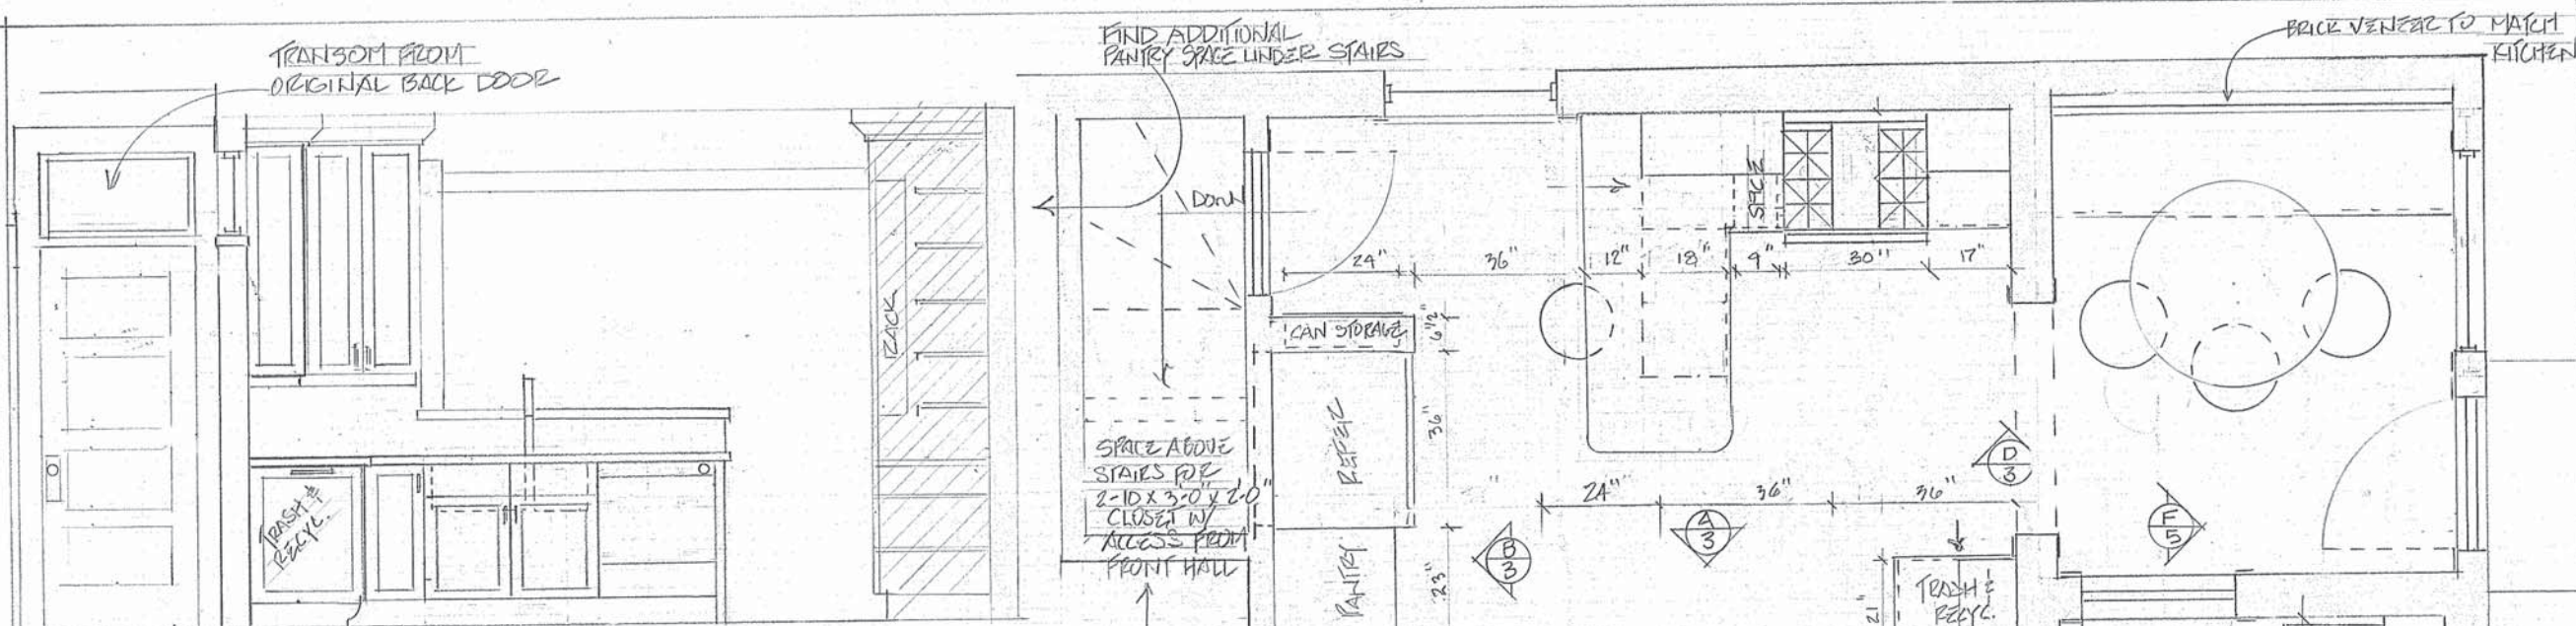 TRANSOM FROM
ORIGINAL BACK DOOR
FIND ADDITIONAL
PANTRY SPACE UNDER STAIRS
BRICK VENEER TO MATCH
KITCHEN
DOWN
SPICE
24" 36" 12" 18" 9" 30" 17"
RACK
CAN STORAGE
6 1/2"
36"
REFER
SPACE ABOVE
STAIRS FOR
2-10 X 3'-0" X 2'-0"
CLOSET W/
ACCESS FROM
FRONT HALL
TRASH &
RECYC.
24" 36" 36"
D
3
A
3
B
3
F
5
PANTRY
23"
21"
TRASH &
RECYC.